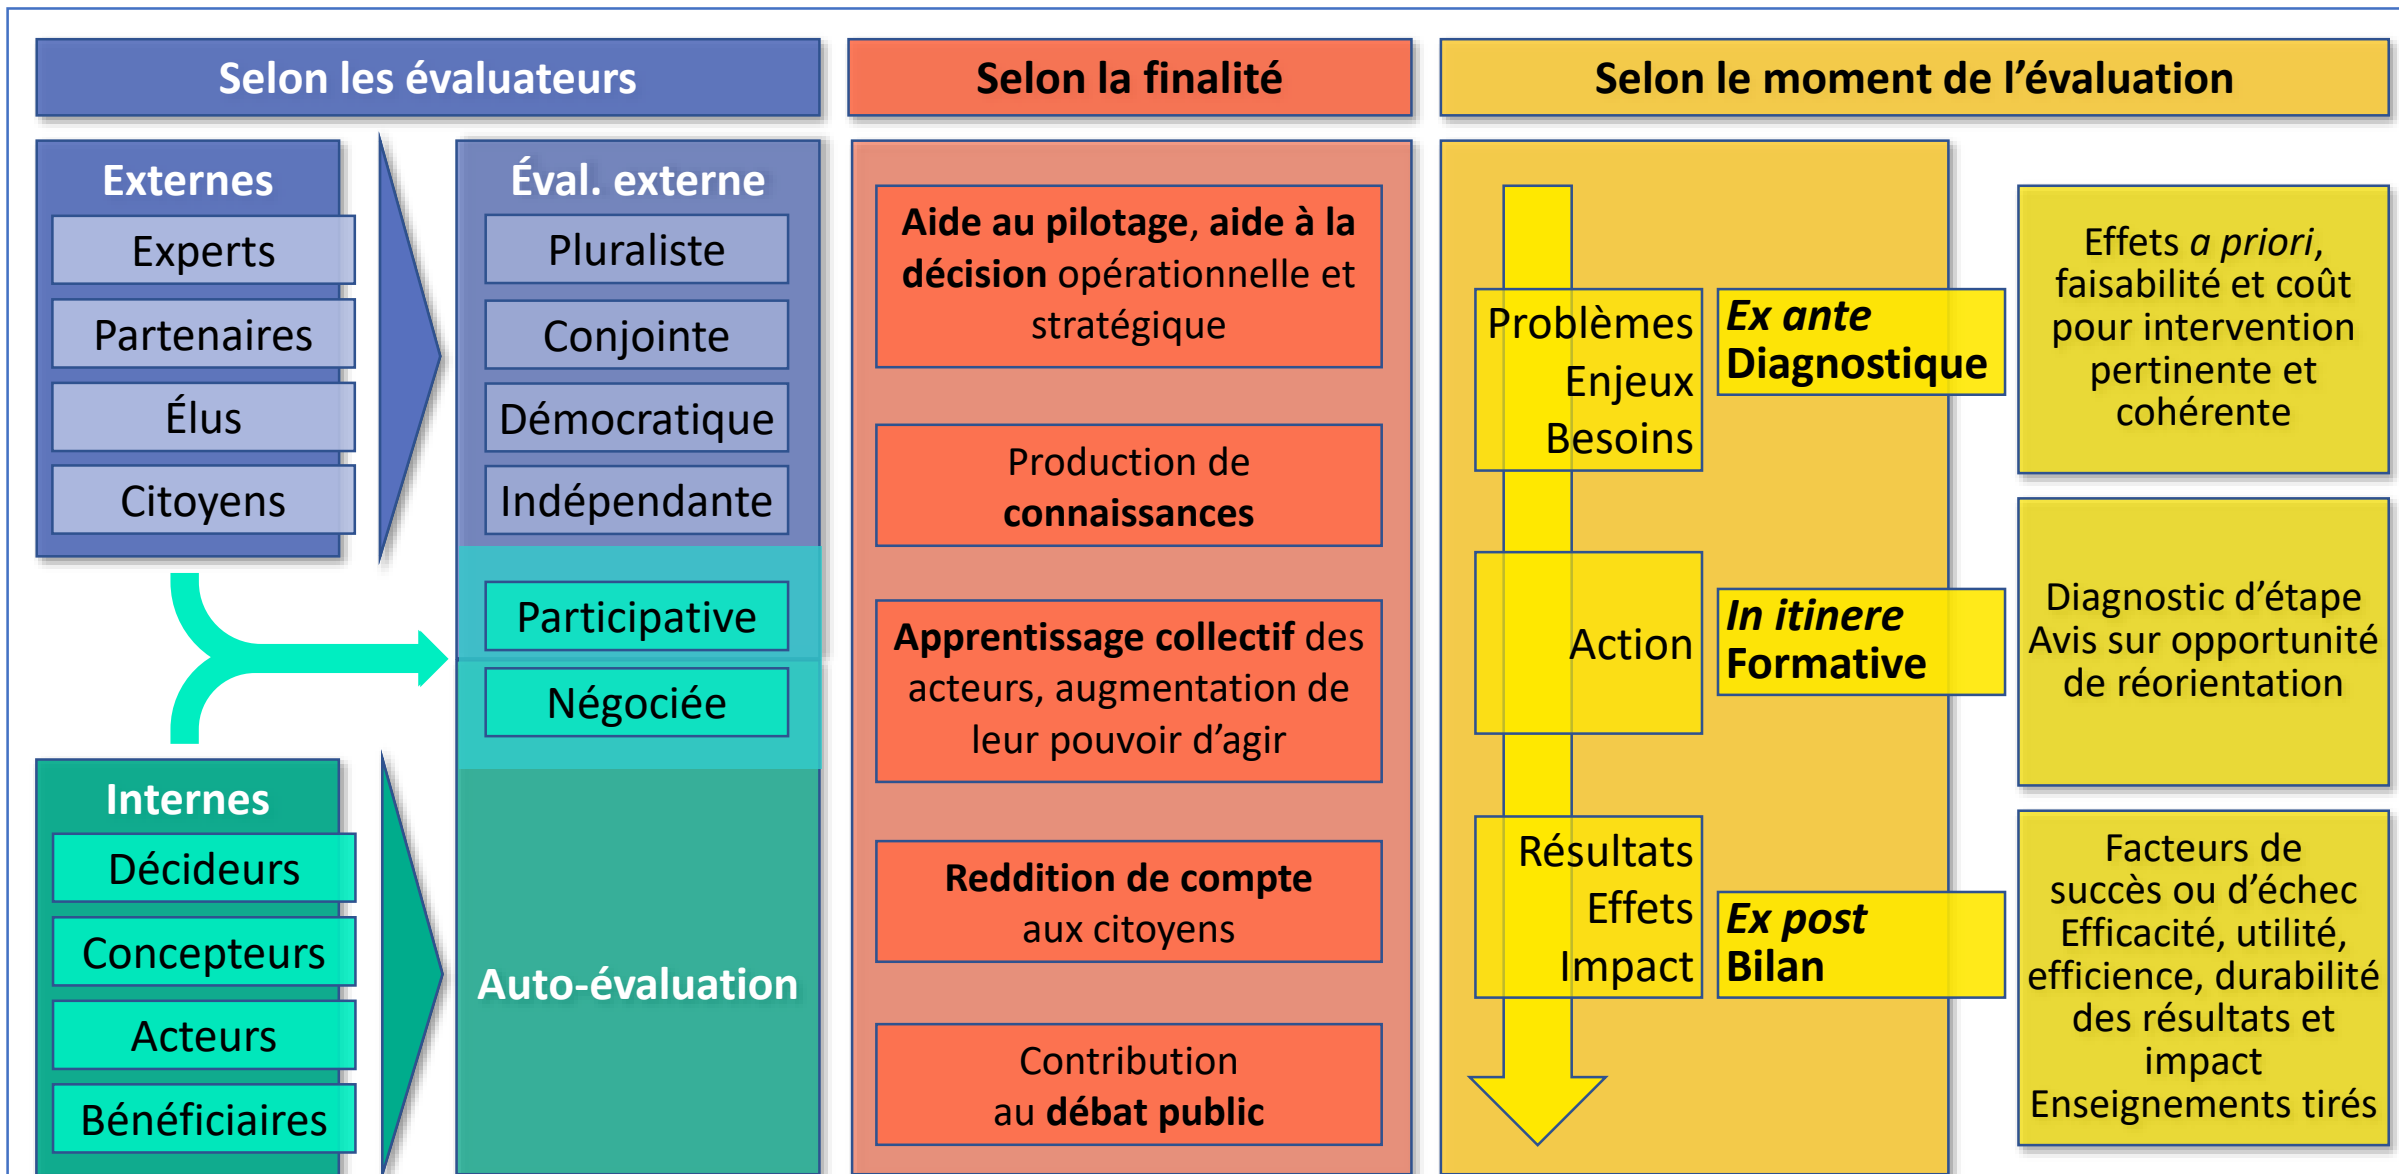 Selon les évaluateurs
Externes
Experts
Partenaires
Élus
Citoyens
Internes
Décideurs
Concepteurs
Acteurs
Bénéficiaires
Éval. externe
Pluraliste
Conjointe
Démocratique
Indépendante
Participative
Négociée
Auto-évaluation
Selon la finalité
Aide au pilotage, aide à la
décision opérationnelle et
stratégique
Production de
connaissances
Apprentissage collectif des
acteurs, augmentation de
leur pouvoir d’agir
Reddition de compte
aux citoyens
Contribution
au débat public
Selon le moment de l’évaluation
Problèmes
Enjeux
Besoins
Ex ante
Diagnostique
Effets a priori,
faisabilité et coût
pour intervention
pertinente et
cohérente
Action
In itinere
Formative
Diagnostic d’étape
Avis sur opportunité
de réorientation
Résultats
Effets
Impact
Ex post
Bilan
Facteurs de
succès ou d’échec
Efficacité, utilité,
efficience, durabilité
des résultats et
impact
Enseignements tirés